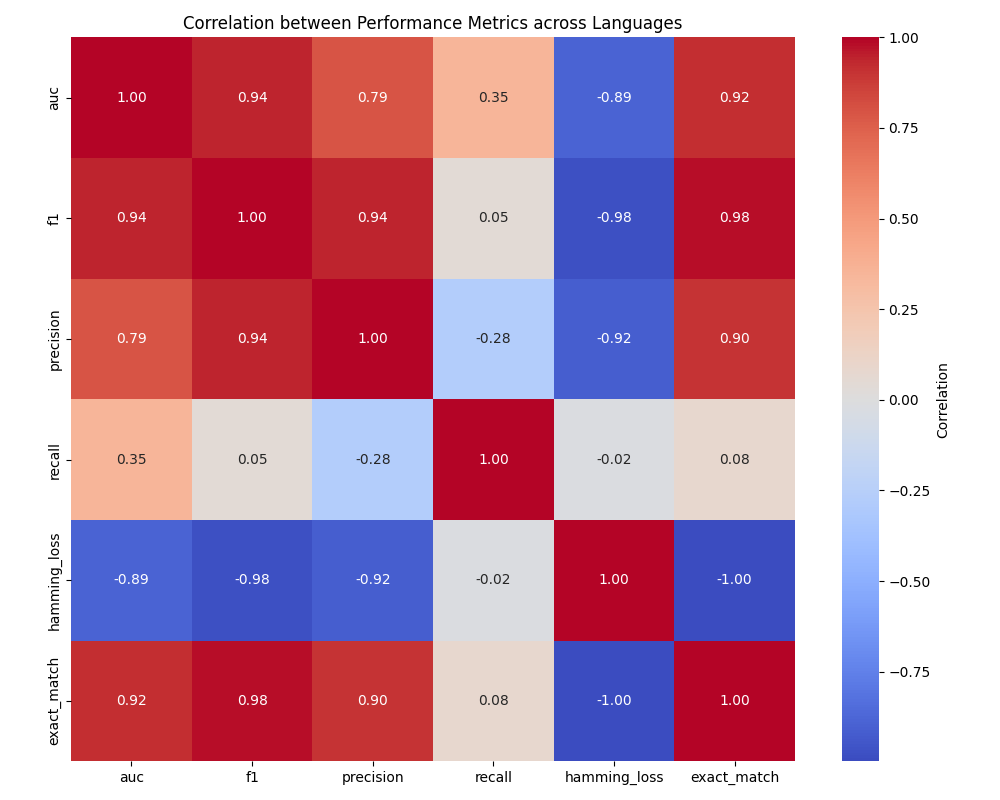 Correlation between Performance Metrics across Languages
auc
1.00 0.94 0.79 0.35 -0.89 0.92
f1
0.94 1.00 0.94 0.05 -0.98 0.98
precision
0.79 0.94 1.00 -0.28 -0.92 0.90
recall
0.35 0.05 -0.28 1.00 -0.02 0.08
hamming_loss
-0.89 -0.98 -0.92 -0.02 1.00 -1.00
exact_match
0.92 0.98 0.90 0.08 -1.00 1.00
auc f1 precision recall hamming_loss exact_match
1.00
0.75
0.50
0.25
0.00
−0.25
−0.50
−0.75
Correlation